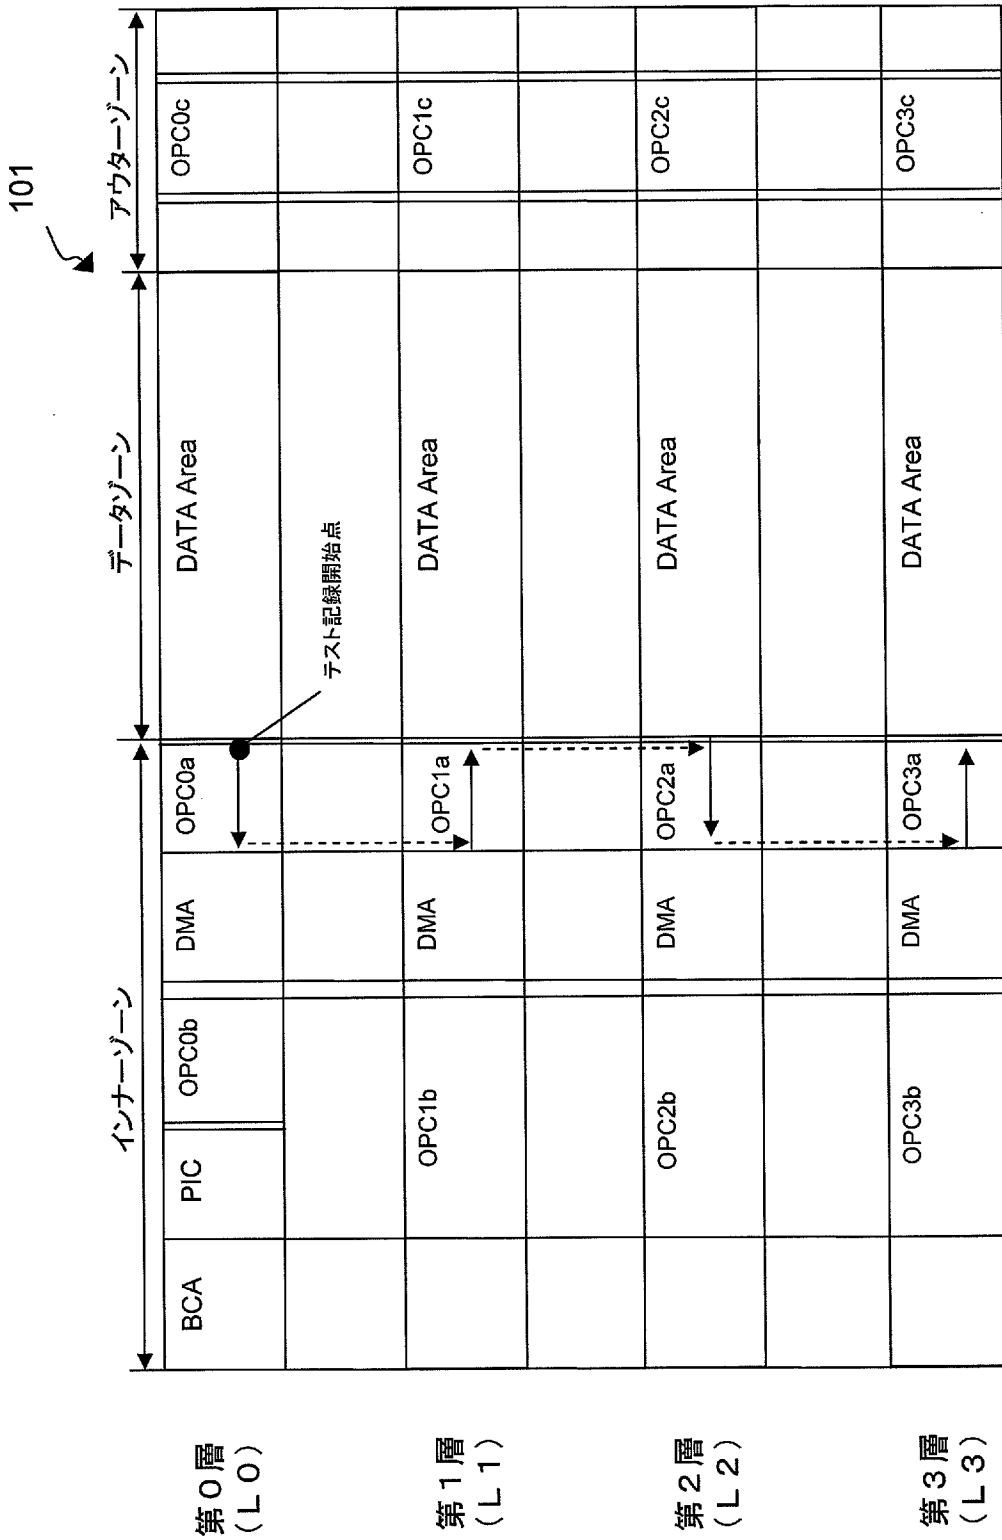 101
インナーゾーン
データゾーン
アウターゾーン
第０層
（Ｌ０）
BCA
PIC
OPC0b
DMA
OPC0a
DATA Area
OPC0c
テスト記録開始点
第１層
（Ｌ１）
OPC1b
DMA
OPC1a
DATA Area
OPC1c
第２層
（Ｌ２）
OPC2b
DMA
OPC2a
DATA Area
OPC2c
第３層
（Ｌ３）
OPC3b
DMA
OPC3a
DATA Area
OPC3c